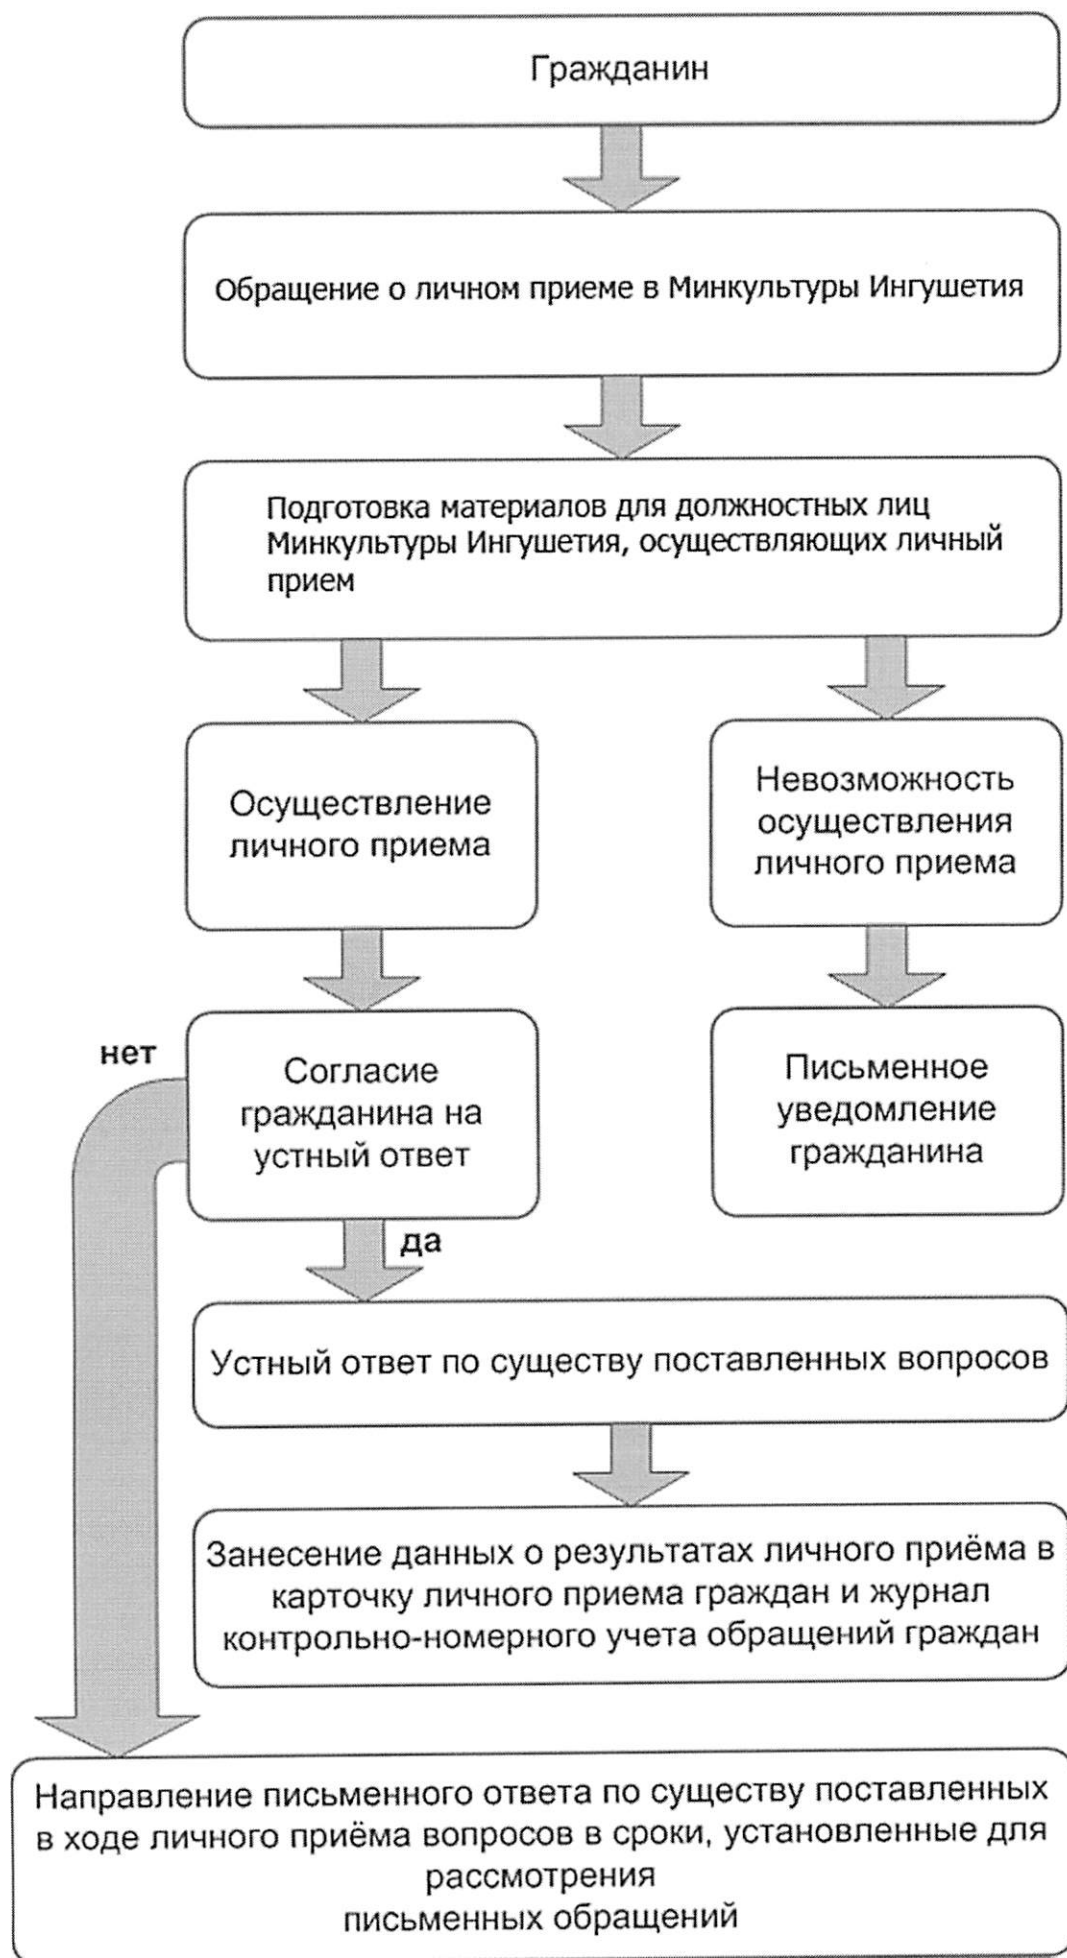 Гражданин
Обращение о личном приеме в Минкультуры Ингушетия
Подготовка материалов для должностных лиц
Минкультуры Ингушетия, осуществляющих личный
прием
Осуществление
личного приема
Невозможность
осуществления
личного приема
нет
Согласие
гражданина на
устный ответ
Письменное
уведомление
гражданина
да
Устный ответ по существу поставленных вопросов
Занесение данных о результатах личного приёма в
карточку личного приема граждан и журнал
контрольно-номерного учета обращений граждан
Направление письменного ответа по существу поставленных
в ходе личного приёма вопросов в сроки, установленные для
рассмотрения
письменных обращений